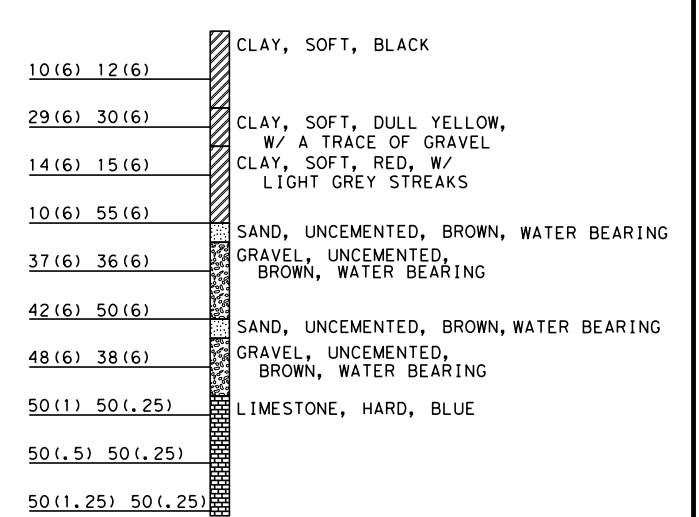 CLAY, SOFT, BLACK
10(6) 12(6)
29(6) 30(6)
CLAY, SOFT, DULL YELLOW,
W/ A TRACE OF GRAVEL
14(6) 15(6)
CLAY, SOFT, RED, W/
LIGHT GREY STREAKS
10(6) 55(6)
SAND, UNCEMENTED, BROWN, WATER BEARING
37(6) 36(6)
GRAVEL, UNCEMENTED,
BROWN, WATER BEARING
42(6) 50(6)
SAND, UNCEMENTED, BROWN, WATER BEARING
48(6) 38(6)
GRAVEL, UNCEMENTED,
BROWN, WATER BEARING
50(1) 50(.25)
LIMESTONE, HARD, BLUE
50(.5) 50(.25)
50(1.25) 50(.25)